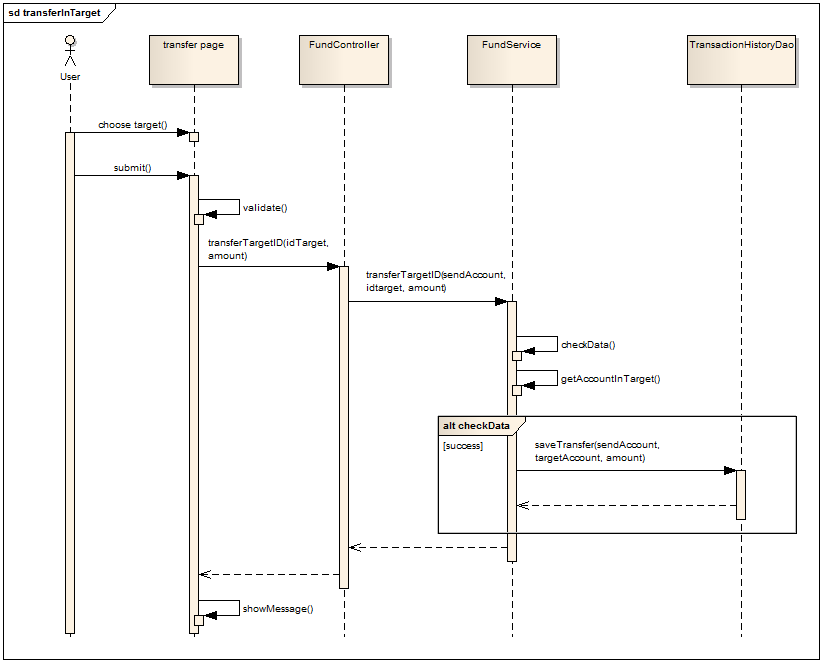 sd transferInTarget
User
transfer page
FundController
FundService
TransactionHistoryDao
choose target()
submit()
validate()
transferTargetID(idTarget,
amount)
transferTargetID(sendAccount,
idtarget, amount)
checkData()
getAccountInTarget()
alt checkData
[success]
saveTransfer(sendAccount,
targetAccount, amount)
showMessage()